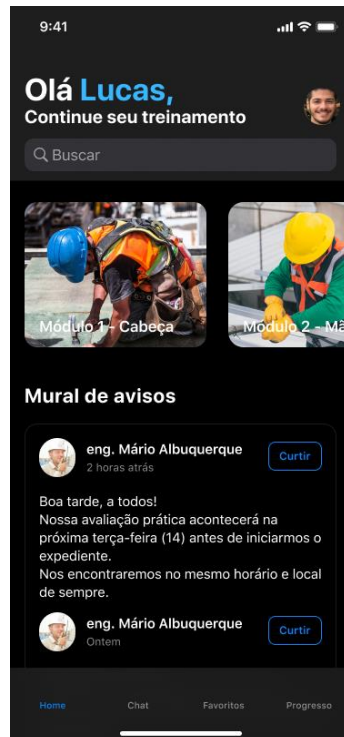 9:41
Olá Lucas,
Continue seu treinamento
Buscar
Módulo 1 - Cabeça
Módulo 2 - Mã
Mural de avisos
eng. Mário Albuquerque
2 horas atrás
Curtir
Boa tarde, a todos!
Nossa avaliação prática acontecerá na
próxima terça-feira (14) antes de iniciarmos o
expediente.
Nos encontraremos no mesmo horário e local
de sempre.
eng. Mário Albuquerque
Ontem
Curtir
Home
Chat
Favoritos
Progresso